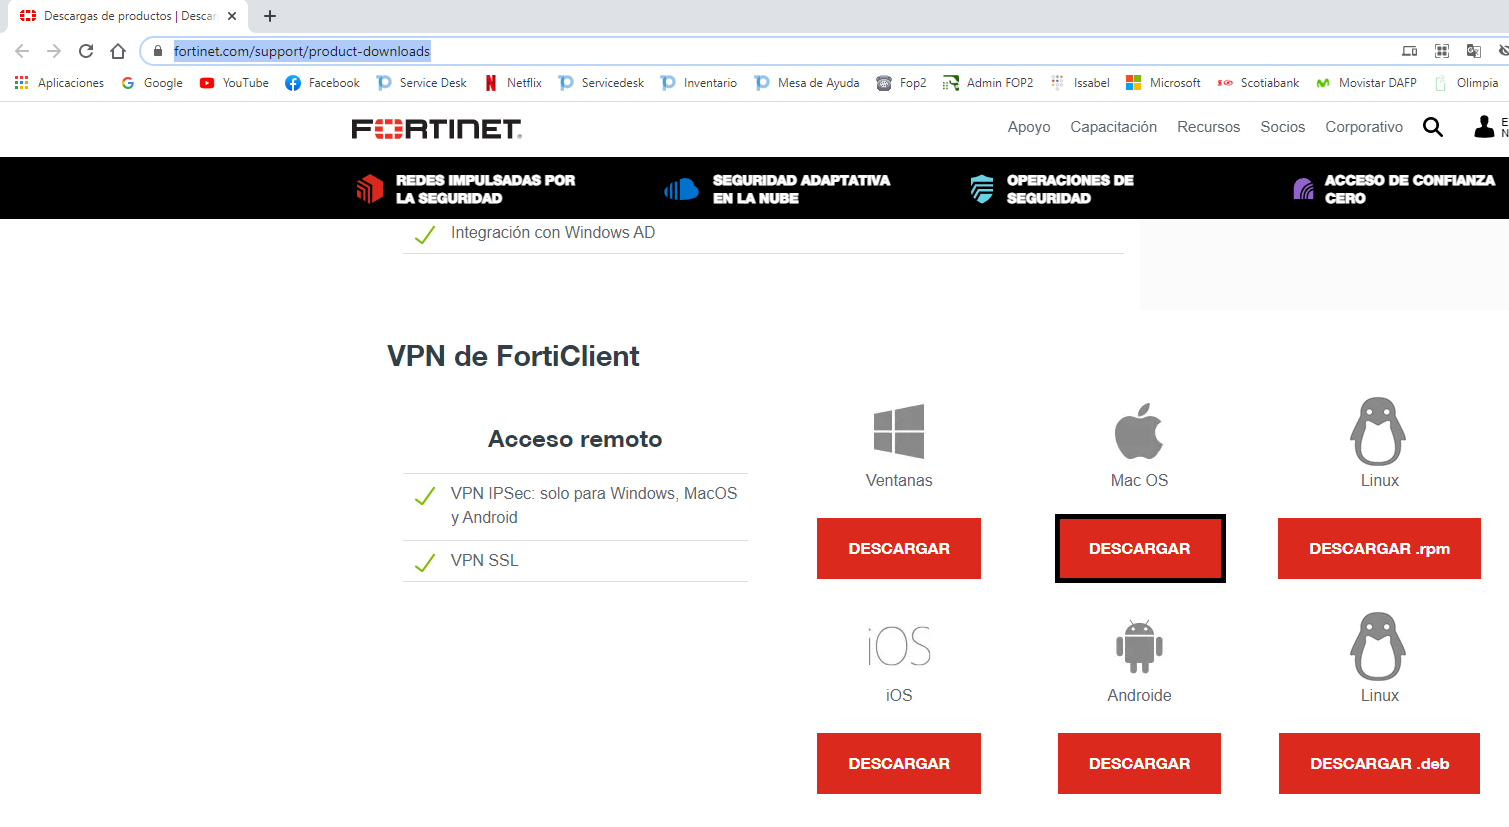 Descargas de productos | Descar
fortinet.com/support/product-downloads
Aplicaciones Google YouTube Facebook Service Desk Netflix Servicedesk Inventario Mesa de Ayuda Fop2 Admin FOP2 Issabel Microsoft Scotiabank Movistar DAFP Olimpia
FORTINET
Apoyo Capacitación Recursos Socios Corporativo
E
N
REDES IMPULSADAS POR
LA SEGURIDAD
SEGURIDAD ADAPTATIVA
EN LA NUBE
OPERACIONES DE
SEGURIDAD
ACCESO DE CONFIANZA
CERO
Integración con Windows AD
VPN de FortiClient
Acceso remoto
VPN IPSec: solo para Windows, MacOS
y Android
VPN SSL
Ventanas Mac OS Linux
DESCARGAR DESCARGAR DESCARGAR .rpm
iOS
iOS Androide Linux
DESCARGAR DESCARGAR DESCARGAR .deb